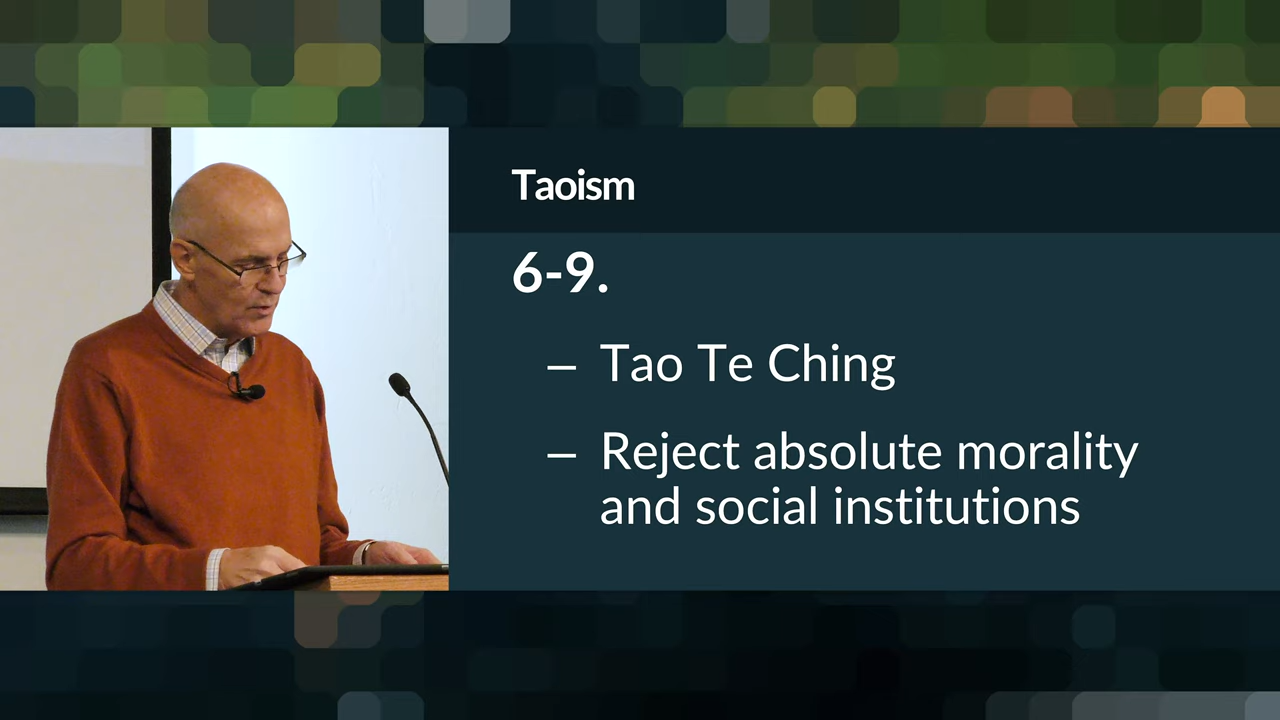 Taoism
6-9.
– Tao Te Ching
– Reject absolute morality
and social institutions